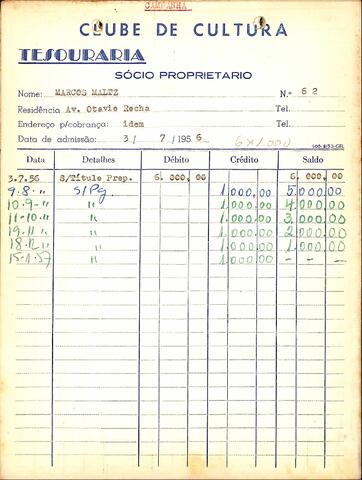 CAMPANHA
CLUBE DE CULTURA
TESOURARIA
SÓCIO PROPRIETARIO
Nome: MARCOS MALTZ N.º 62
Residência Av. Otavio Rocha Tel.
Endereço p/cobrança: idem Tel.
Data de admissão: 3/ 7 /1956 6x1.000
Data Detalhes Débito Crédito Saldo
3.7.56 S/Titulo Prop. 6.000,00 6.000,00
9-8-" S/Pg 1.000,00 5.000,00
10.9-" " 1.000.00 4.000.00
11-10-" " 1.000.00 3.000.00
19.11-" " 1.000.00 2.000.00
18.12-" " 1.000.00 1.000.00
15.1.57 " 1.000.00 - - -